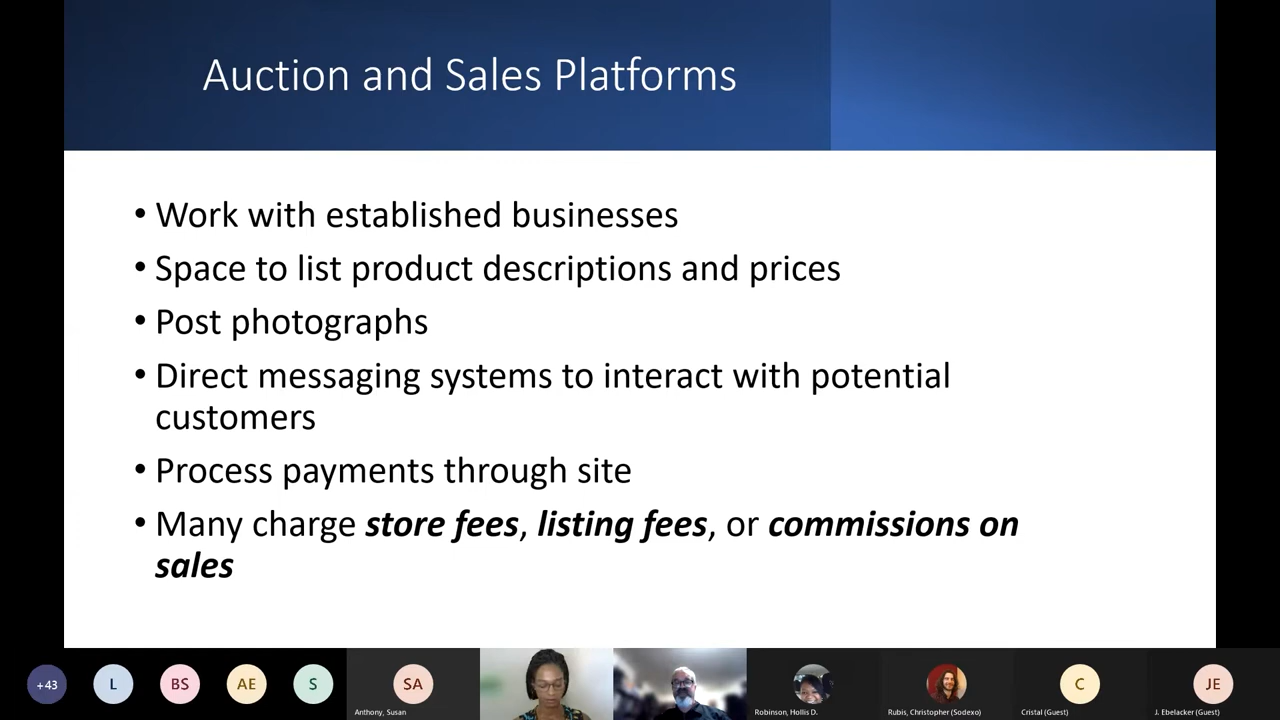 Auction and Sales Platforms
• Work with established businesses
• Space to list product descriptions and prices
• Post photographs
• Direct messaging systems to interact with potential
customers
• Process payments through site
• Many charge store fees, listing fees, or commissions on
sales
+43 L BS AE S SA C JE
Anthony, Susan Robinson, Hollis D. Rubis, Christopher (Sodexo) Cristal (Guest) J. Ebelacker (Guest)